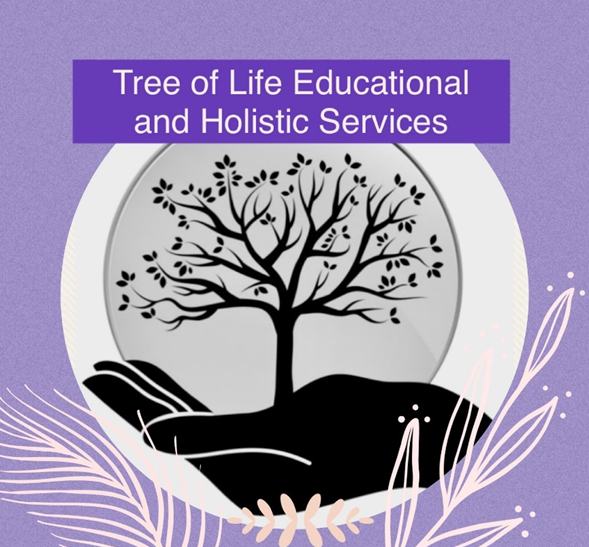 Tree of Life Educational
and Holistic Services